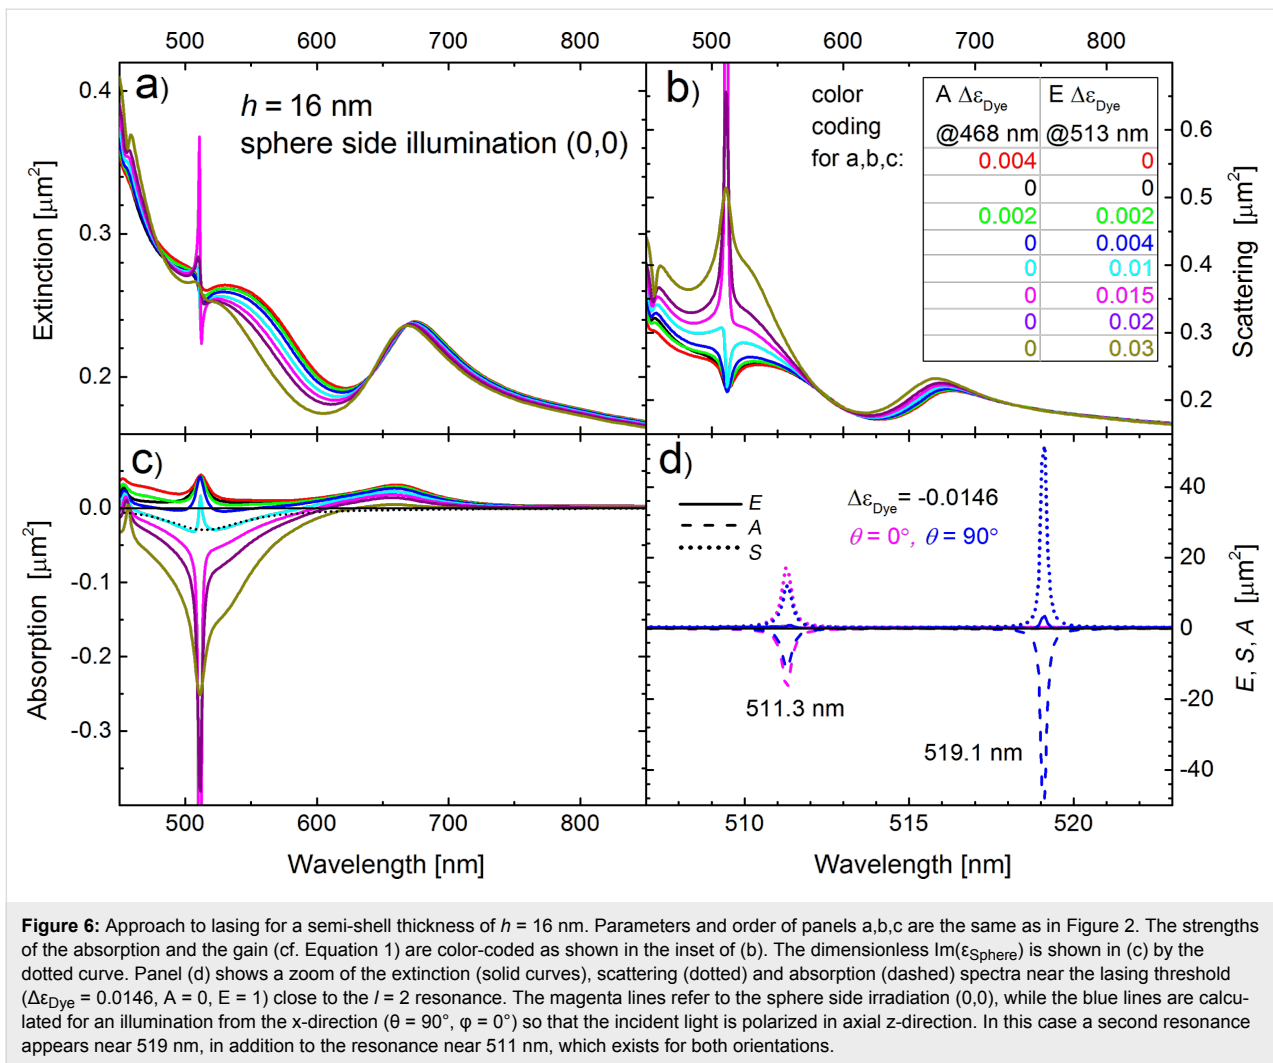 500 600 700 800 500 600 700 800
a)
h = 16 nm
sphere side illumination (0,0)
0.4
0.3
0.2
Extinction [µm²]
b)
color
coding
for a,b,c:
A Δε_Dye E Δε_Dye
@468 nm @513 nm
0.004 0
0 0
0.002 0.002
0 0.004
0 0.01
0 0.015
0 0.02
0 0.03
0.6
0.5
0.4
0.3
0.2
Scattering [µm²]
c)
0.0
-0.1
-0.2
-0.3
Absorption [µm²]
d)
E
A
S
Δε_Dye = -0.0146
θ = 0°, θ = 90°
511.3 nm
519.1 nm
40
20
0
-20
-40
E, S, A [µm²]
500 600 700 800 510 515 520
Wavelength [nm] Wavelength [nm]
Figure 6: Approach to lasing for a semi-shell thickness of h = 16 nm. Parameters and order of panels a,b,c are the same as in Figure 2. The strengths
of the absorption and the gain (cf. Equation 1) are color-coded as shown in the inset of (b). The dimensionless Im(ε_Sphere) is shown in (c) by the
dotted curve. Panel (d) shows a zoom of the extinction (solid curves), scattering (dotted) and absorption (dashed) spectra near the lasing threshold
(Δε_Dye = 0.0146, A = 0, E = 1) close to the l = 2 resonance. The magenta lines refer to the sphere side irradiation (0,0), while the blue lines are calcu-
lated for an illumination from the x-direction (θ = 90°, φ = 0°) so that the incident light is polarized in axial z-direction. In this case a second resonance
appears near 519 nm, in addition to the resonance near 511 nm, which exists for both orientations.